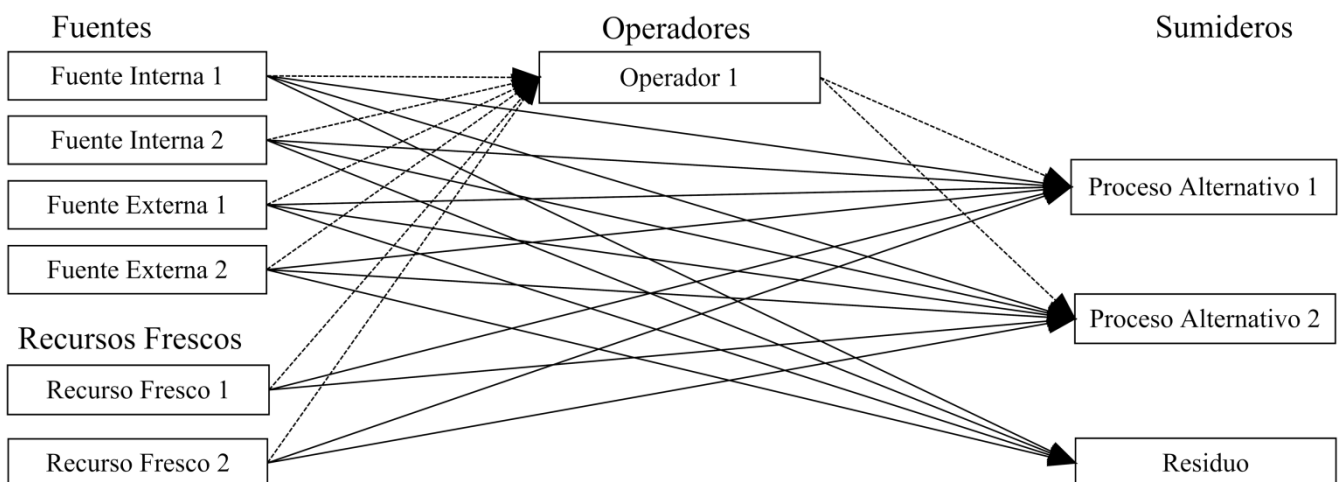 Fuentes
Operadores
Sumideros
Fuente Interna 1
Operador 1
Fuente Interna 2
Proceso Alternativo 1
Fuente Externa 1
Fuente Externa 2
Proceso Alternativo 2
Recursos Frescos
Recurso Fresco 1
Recurso Fresco 2
Residuo